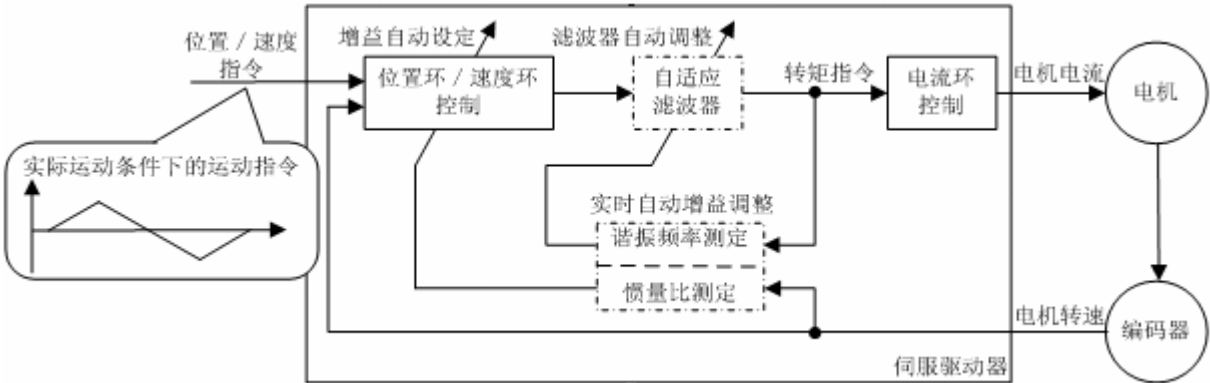 位置／速度
指令
增益自动设定
滤波器自动调整
位置环／速度环
控制
自适应
滤波器
转矩指令
电流环
控制
电机电流
电机
实际运动条件下的运动指令
实时自动增益调整
谐振频率测定
惯量比测定
电机转速
编码器
伺服驱动器